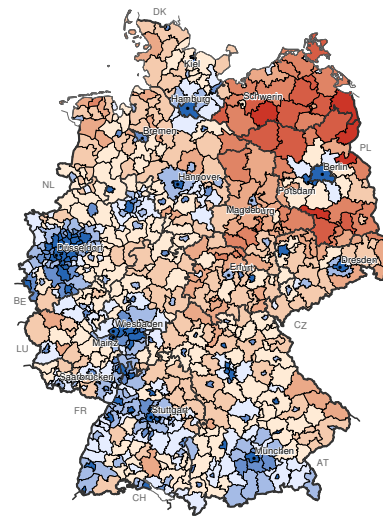 DK
Kiel
Schwerin
Hamburg
Bremen
PL
Berlin
Hannover
NL
Potsdam
Magdeburg
Düsseldorf
Dresden
Erfurt
BE
Wiesbaden
CZ
Mainz
LU
Saarbrücken
FR
Stuttgart
München
AT
CH